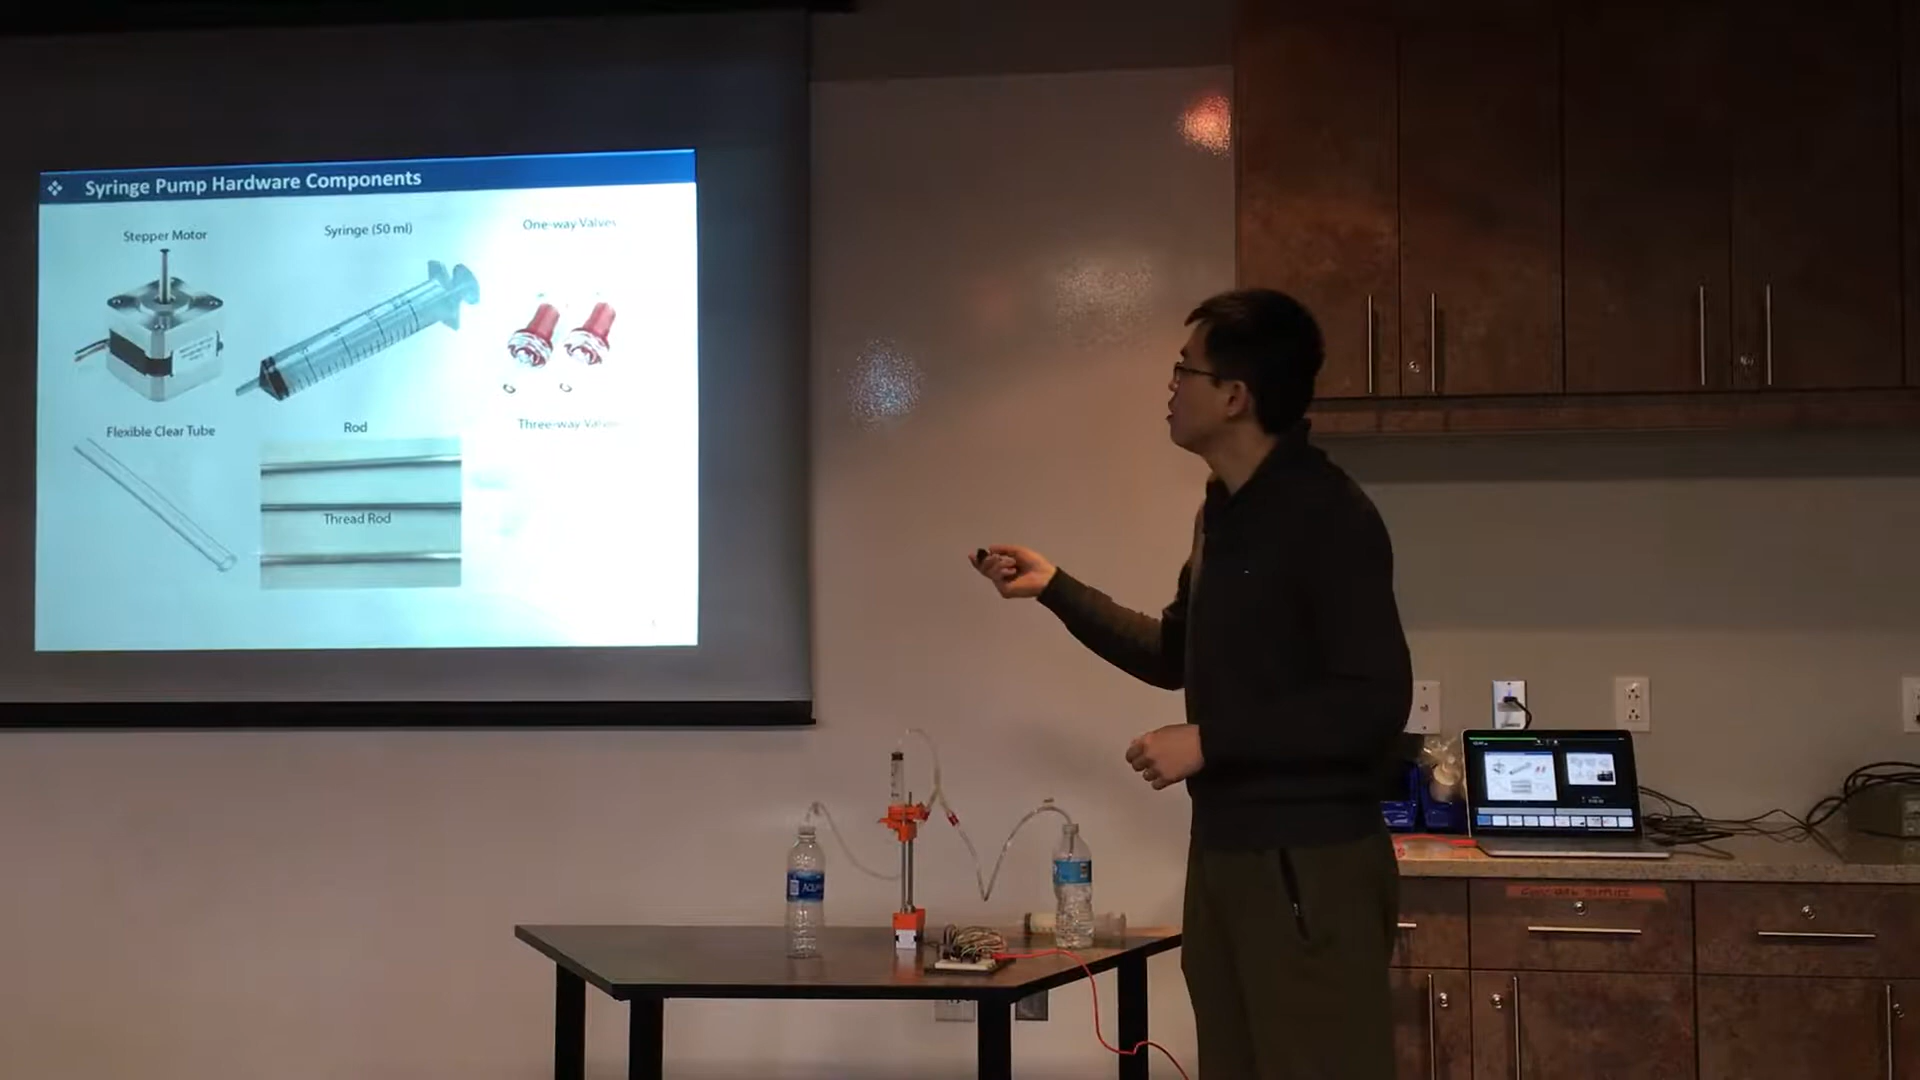 Syringe Pump Hardware Components
Stepper Motor
Syringe (50 ml)
One-way Valves
Flexible Clear Tube
Rod
Three-way Valve
Thread Rod